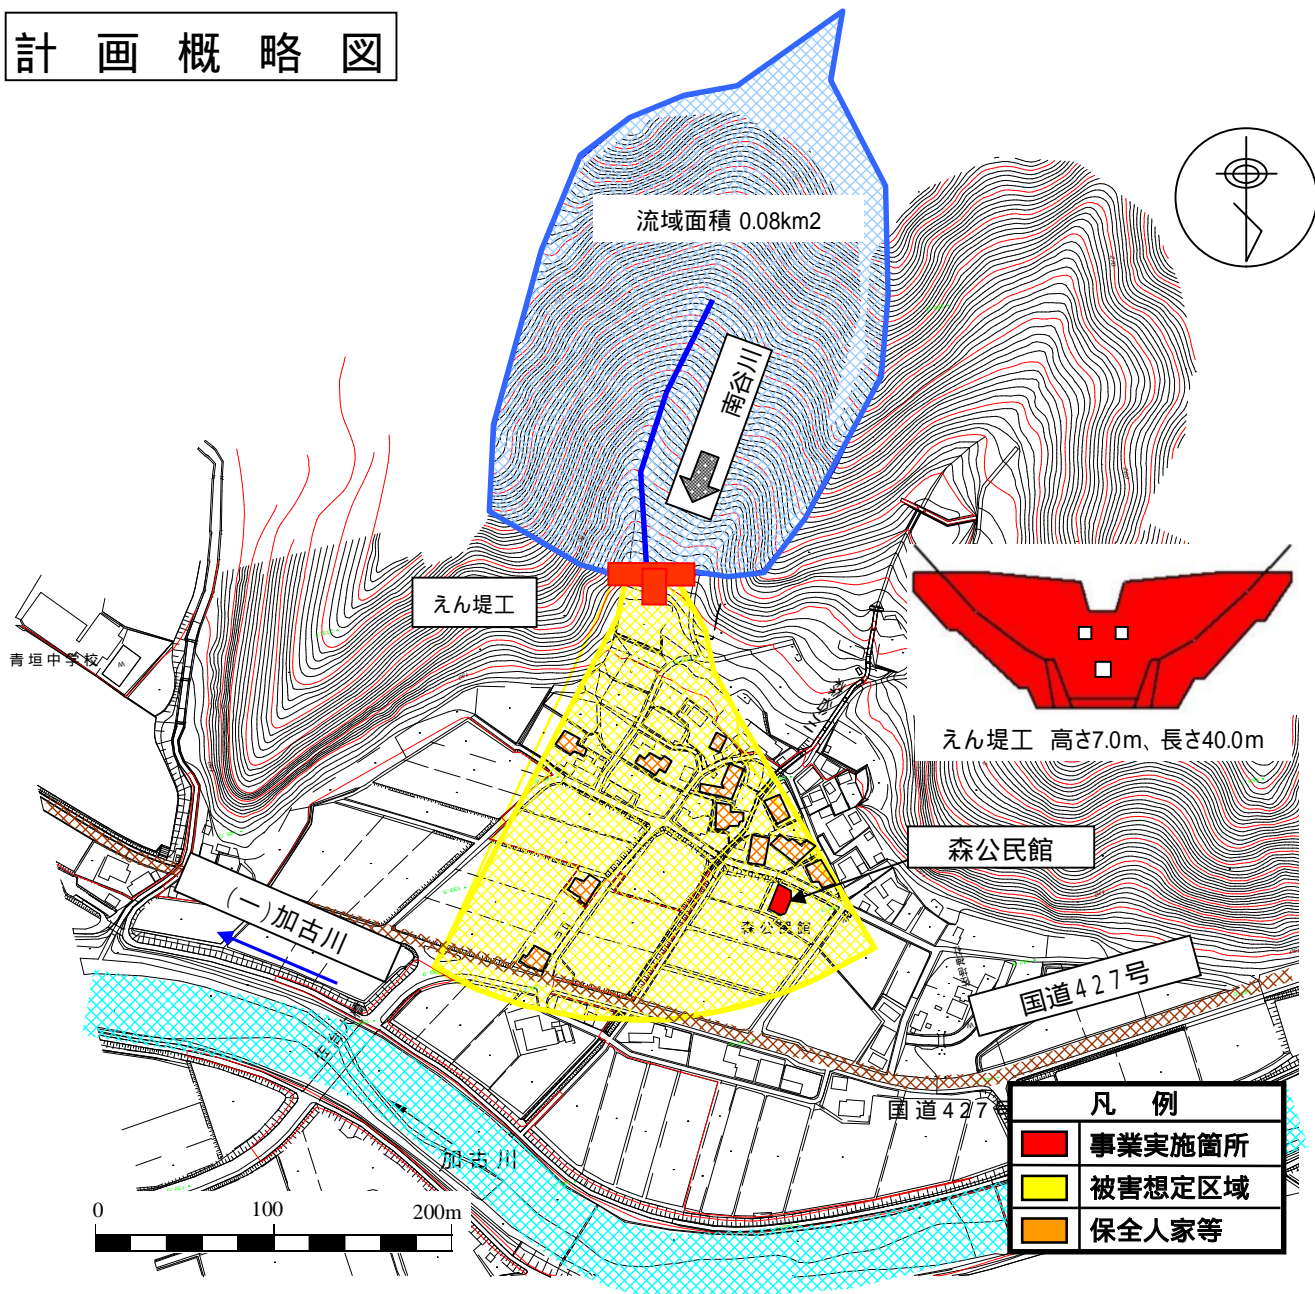 計画概略図
流域面積 0.08km2
南谷川
えん堤工
青垣中学校
えん堤工 高さ7.0m、長さ40.0m
森公民館
森公民館
(一)加古川
国道427号
国道427号
加古川
0 100 200m
凡例
事業実施箇所
被害想定区域
保全人家等